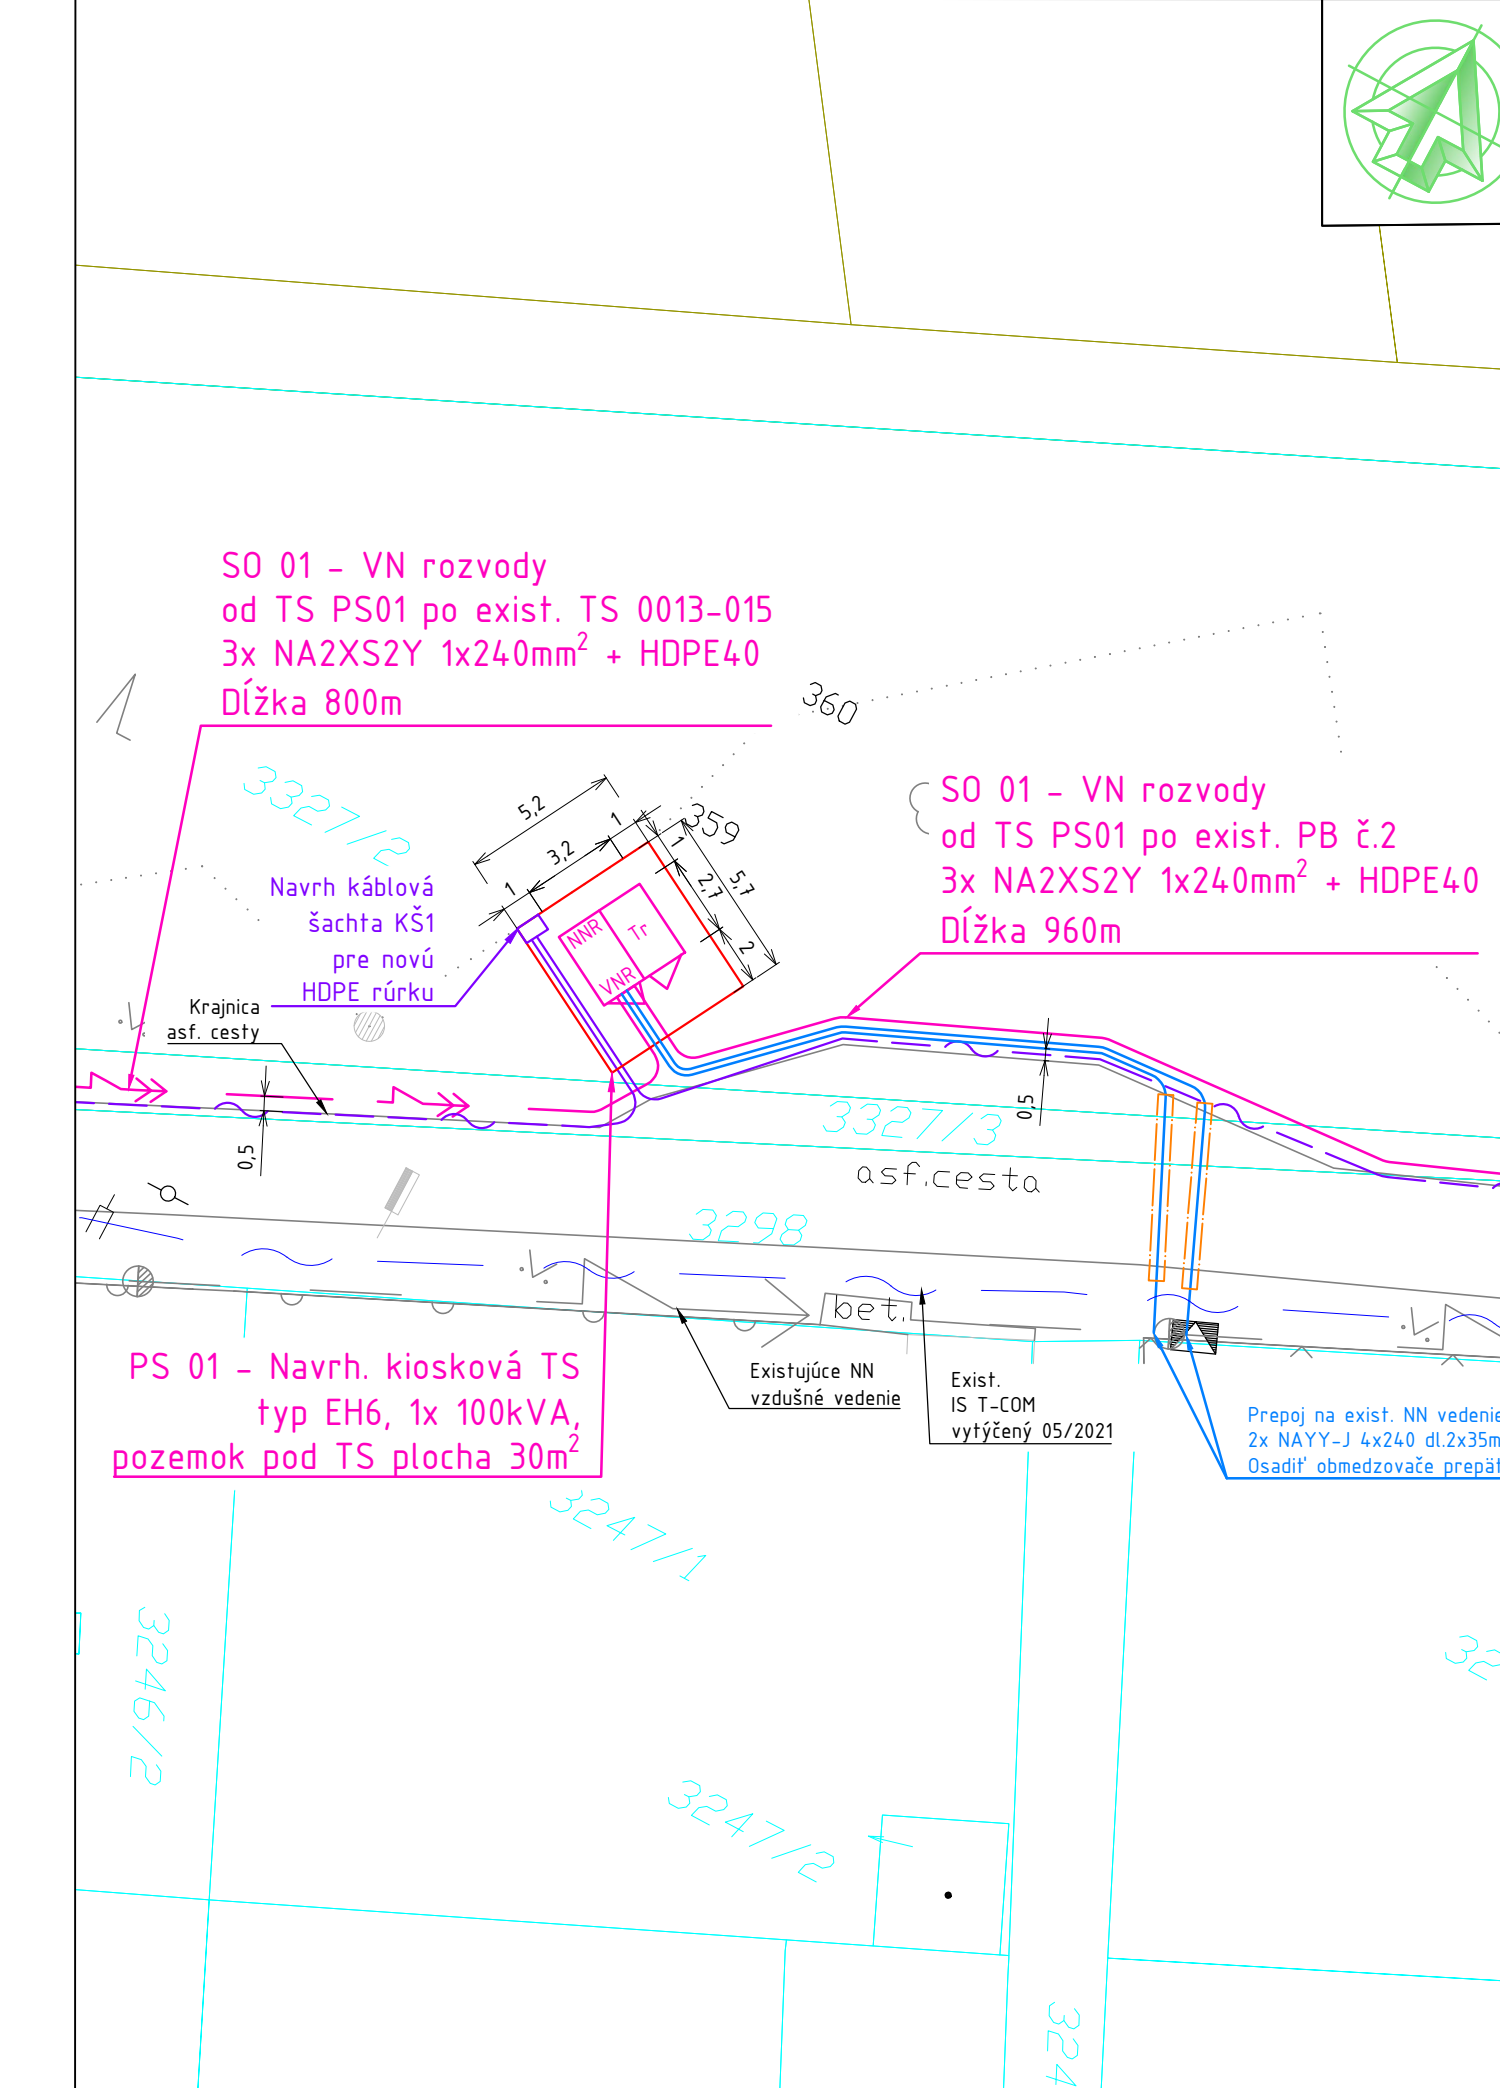 SO 01 - VN rozvody
od TS PS01 po exist. TS 0013-015
3x NA2XS2Y 1x240mm² + HDPE40
Dĺžka 800m
360
3327/2
5,2
1
3,2
1
359
1
2,7
5,7
2
SO 01 - VN rozvody
od TS PS01 po exist. PB č.2
3x NA2XS2Y 1x240mm² + HDPE40
Dĺžka 960m
Navrh káblová
šachta KŠ1
pre novú
HDPE rúrku
NNR
Tr
VNR
Krajnica
asf. cesty
0,5
0,5
3327/3
asf.cesta
3298
bet.
PS 01 - Navrh. kiosková TS
typ EH6, 1x 100kVA,
pozemok pod TS plocha 30m²
Existujúce NN
vzdušné vedenie
Exist.
IS T-COM
vytýčený 05/2021
Prepoj na exist. NN vedenie
2x NAYY-J 4x240 dl.2x35m
Osadiť obmedzovače prepät
3247/1
3246/2
32
3247/2
324